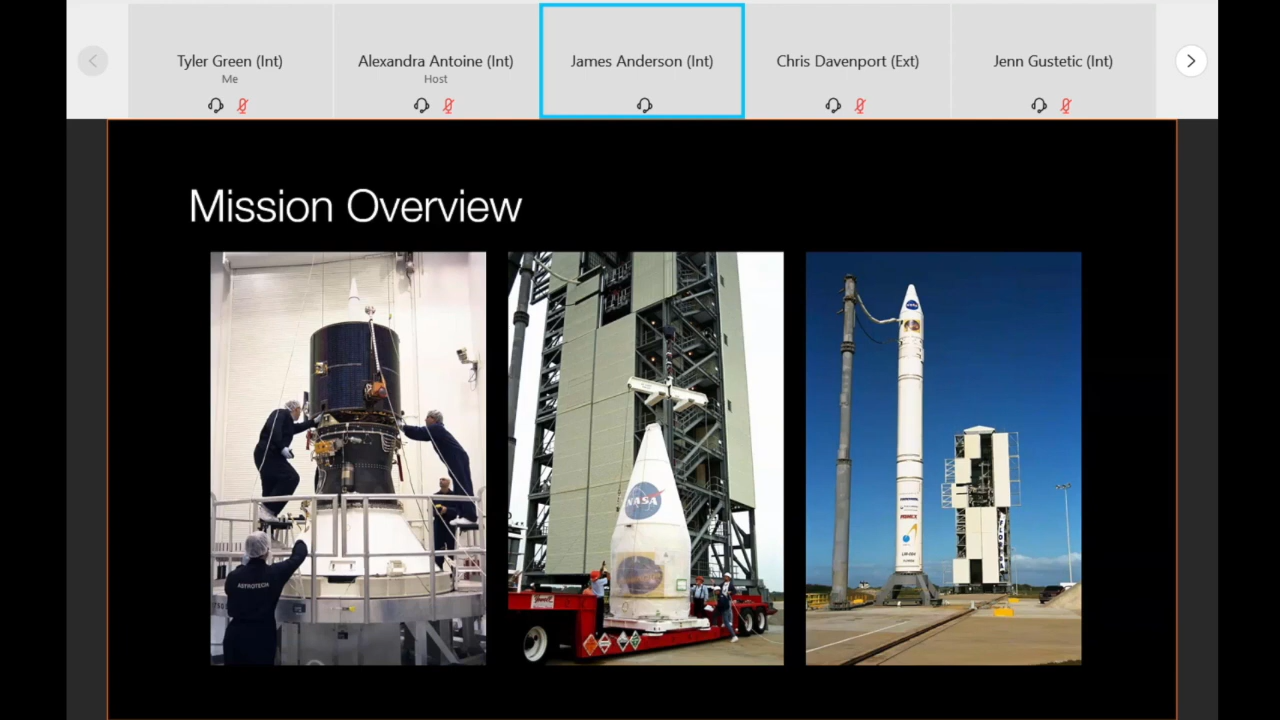 Tyler Green (Int)
Me
Alexandra Antoine (Int)
Host
James Anderson (Int)
Chris Davenport (Ext)
Jenn Gustetic (Int)
Mission Overview
ASTROTECH
NASA
NASA